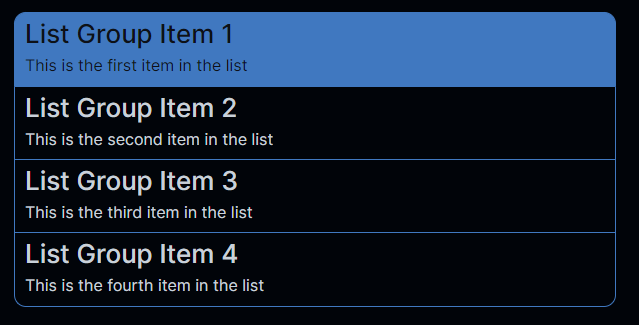 List Group Item 1
This is the first item in the list
List Group Item 2
This is the second item in the list
List Group Item 3
This is the third item in the list
List Group Item 4
This is the fourth item in the list